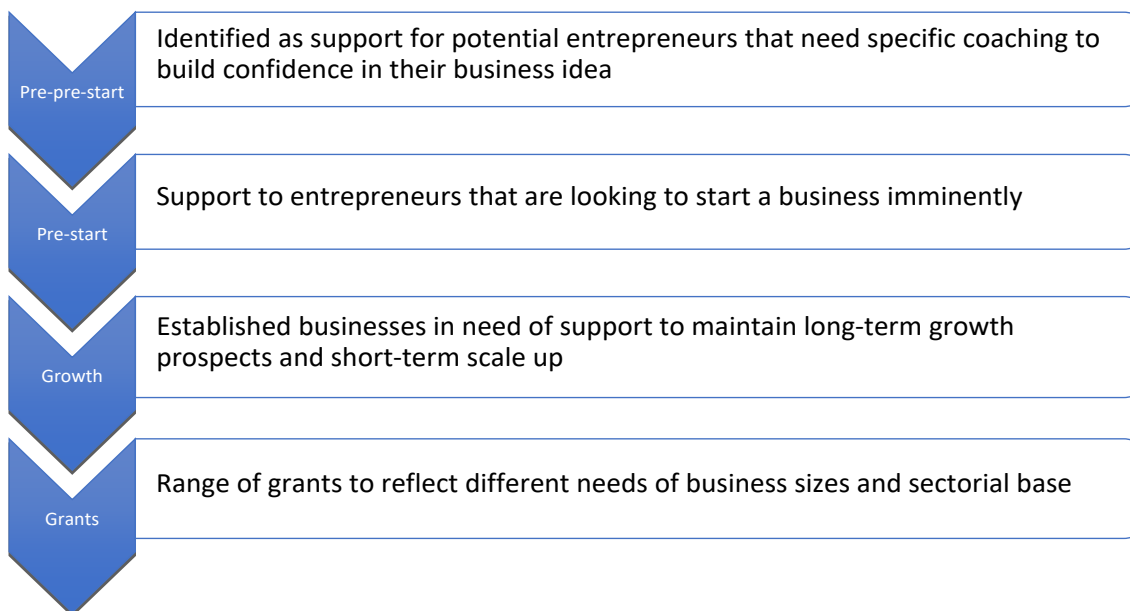 Pre-pre-start
Identified as support for potential entrepreneurs that need specific coaching to
build confidence in their business idea
Pre-start
Support to entrepreneurs that are looking to start a business imminently
Growth
Established businesses in need of support to maintain long-term growth
prospects and short-term scale up
Grants
Range of grants to reflect different needs of business sizes and sectorial base